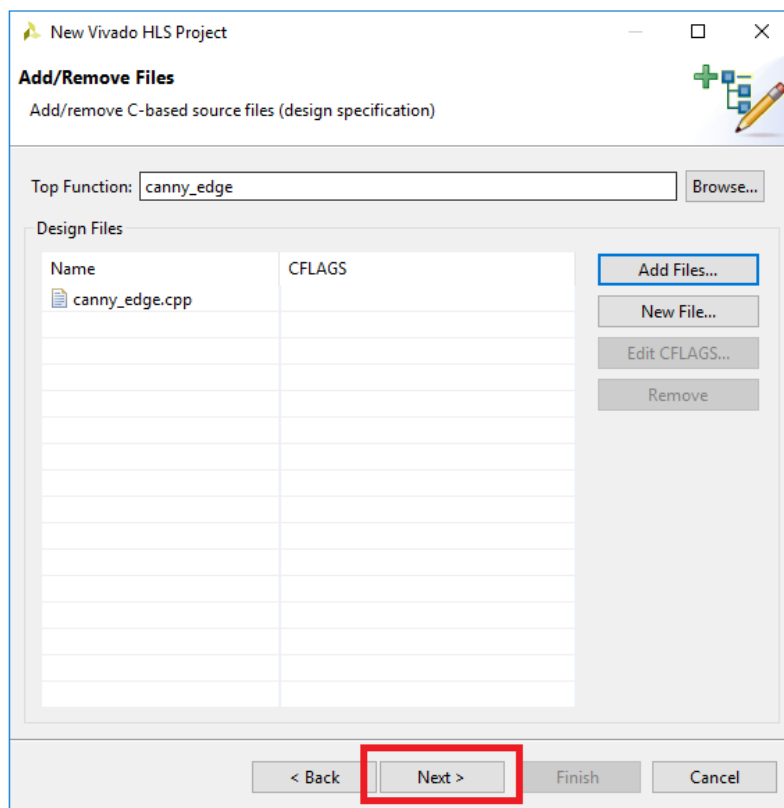 New Vivado HLS Project
Add/Remove Files
Add/remove C-based source files (design specification)
Top Function: canny_edge Browse...
Design Files
Name CFLAGS
canny_edge.cpp
Add Files...
New File...
Edit CFLAGS...
Remove
< Back Next > Finish Cancel